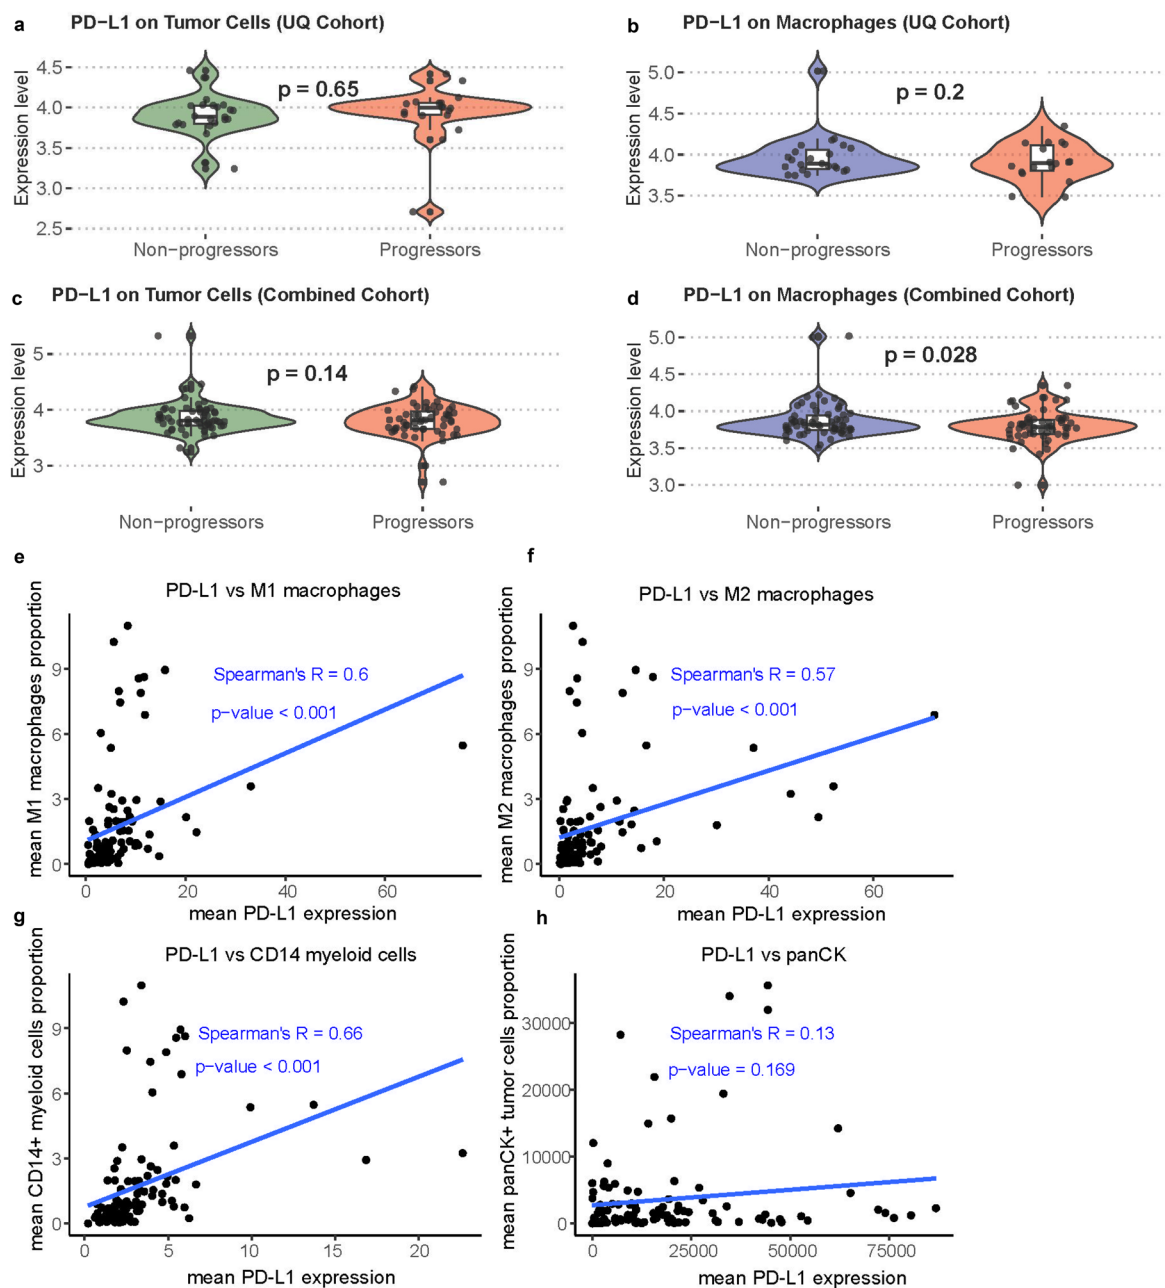 a PD−L1 on Tumor Cells (UQ Cohort)
Expression level
4.5
4.0
3.5
3.0
2.5
p = 0.65
Non−progressors
Progressors
b PD−L1 on Macrophages (UQ Cohort)
Expression level
5.0
4.5
4.0
3.5
p = 0.2
Non−progressors
Progressors
c PD−L1 on Tumor Cells (Combined Cohort)
Expression level
5
4
3
p = 0.14
Non−progressors
Progressors
d PD−L1 on Macrophages (Combined Cohort)
Expression level
5.0
4.5
4.0
3.5
3.0
p = 0.028
Non−progressors
Progressors
e
PD-L1 vs M1 macrophages
mean M1 macrophages proportion
9
6
3
0
Spearman's R = 0.6
p−value < 0.001
0 20 40 60
mean PD-L1 expression
f
PD-L1 vs M2 macrophages
mean M2 macrophages proportion
9
6
3
0
Spearman's R = 0.57
p−value < 0.001
0 20 40 60
mean PD-L1 expression
g
PD-L1 vs CD14 myeloid cells
mean CD14+ myeloid cells proportion
9
6
3
0
Spearman's R = 0.66
p−value < 0.001
0 5 10 15 20
mean PD-L1 expression
h
PD-L1 vs panCK
mean panCK+ tumor cells proportion
30000
20000
10000
0
Spearman's R = 0.13
p−value = 0.169
0 25000 50000 75000
mean PD-L1 expression